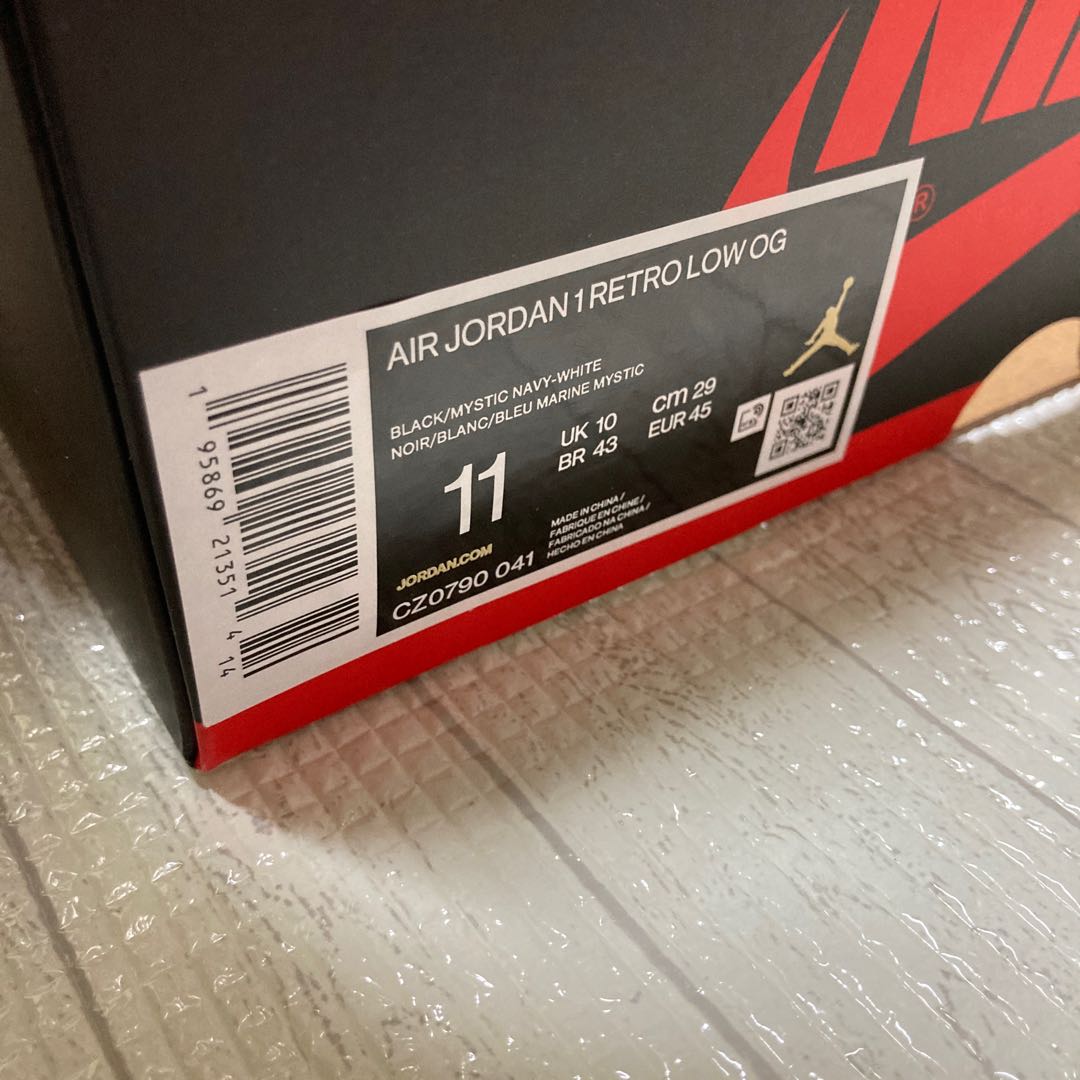 AIR JORDAN 1 RETRO LOW OG
BLACK/MYSTIC NAVY-WHITE
NOIR/BLANC/BLEU MARINE MYSTIC
11
UK 10
BR 43
cm 29
EUR 45
JORDAN.COM
CZ0790 041
MADE IN CHINA/
FABRIQUE EN CHINE/
FABRICADO NA CHINA/
HECHO EN CHINA
1 95869 21351 4 14
®